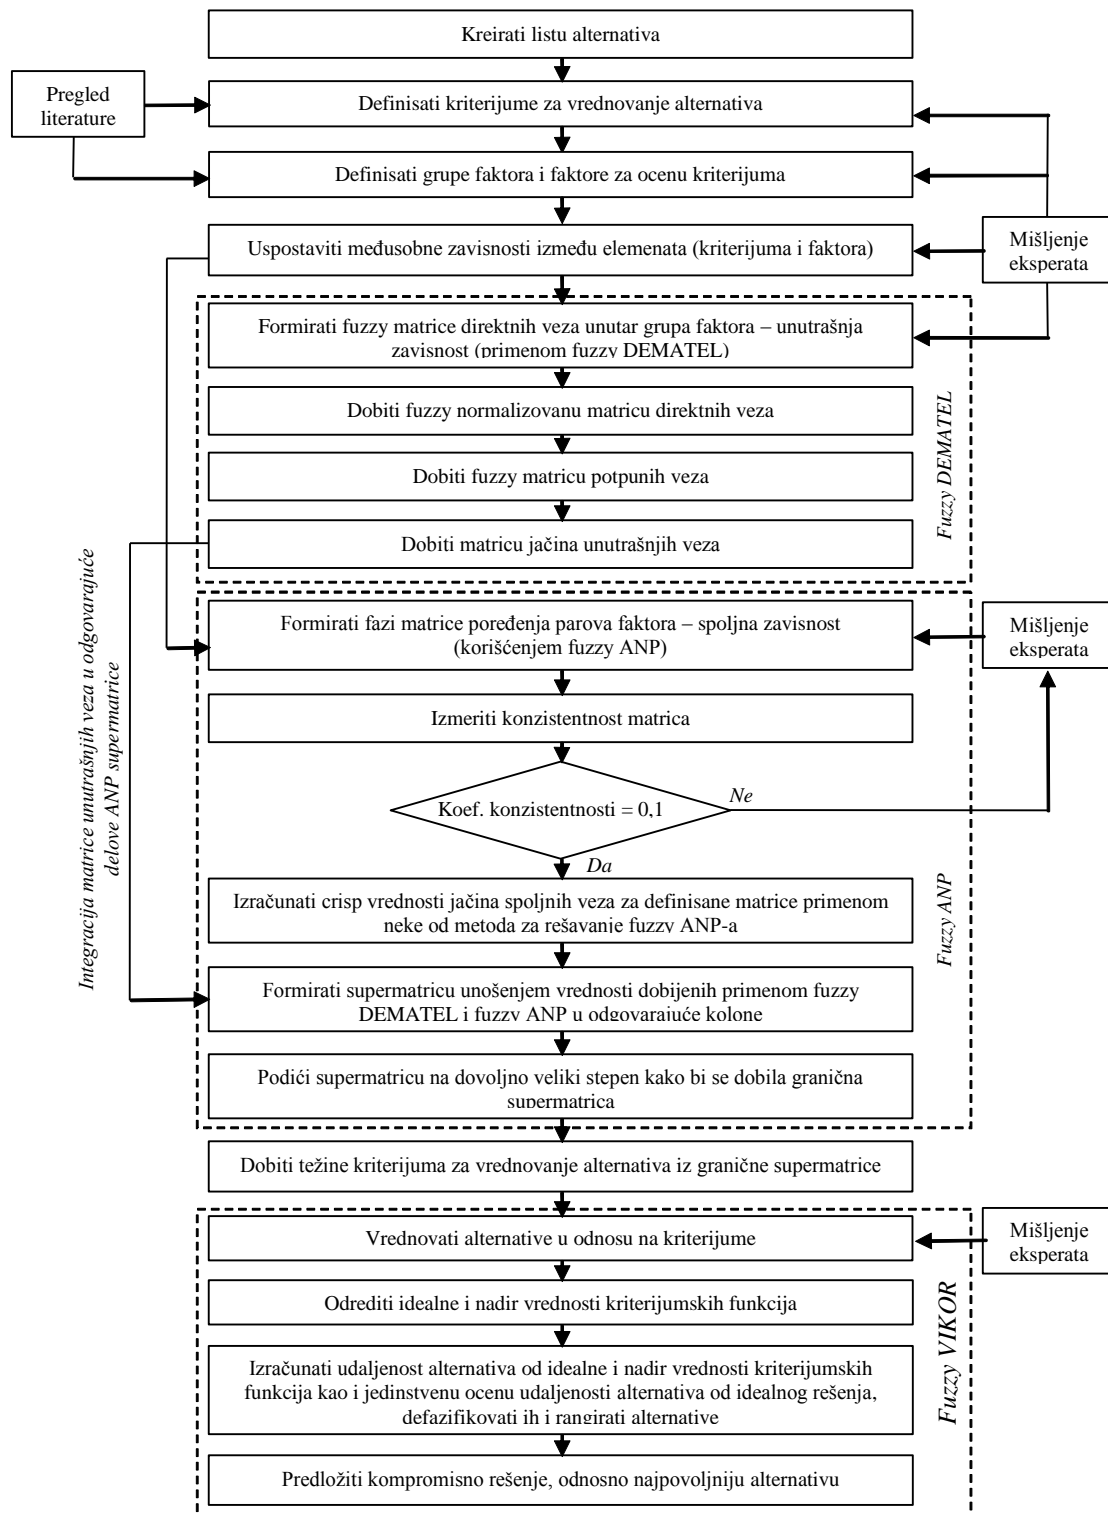 Kreirati listu alternativa
Pregled
literature
Definisati kriterijume za vrednovanje alternativa
Definisati grupe faktora i faktore za ocenu kriterijuma
Uspostaviti međusobne zavisnosti između elemenata (kriterijuma i faktora)
Mišljenje
eksperata
Formirati fuzzy matrice direktnih veza unutar grupa faktora – unutrašnja
zavisnost (primenom fuzzy DEMATEL)
Dobiti fuzzy normalizovanu matricu direktnih veza
Dobiti fuzzy matricu potpunih veza
Dobiti matricu jačina unutrašnjih veza
Fuzzy DEMATEL
Integracija matrice unutrašnjih veza u odgovarajuće
delove ANP supermatrice
Formirati fazi matrice poređenja parova faktora – spoljna zavisnost
(korišćenjem fuzzy ANP)
Mišljenje
eksperata
Izmeriti konzistentnost matrica
Koef. konzistentnosti = 0,1
Ne
Da
Izračunati crisp vrednosti jačina spoljnih veza za definisane matrice primenom
neke od metoda za rešavanje fuzzy ANP-a
Fuzzy ANP
Formirati supermatricu unošenjem vrednosti dobijenih primenom fuzzy
DEMATEL i fuzzy ANP u odgovarajuće kolone
Podići supermatricu na dovoljno veliki stepen kako bi se dobila granična
supermatrica
Dobiti težine kriterijuma za vrednovanje alternativa iz granične supermatrice
Vrednovati alternative u odnosu na kriterijume
Mišljenje
eksperata
Odrediti idealne i nadir vrednosti kriterijumskih funkcija
Izračunati udaljenost alternativa od idealne i nadir vrednosti kriterijumskih
funkcija kao i jedinstvenu ocenu udaljenosti alternativa od idealnog rešenja,
defazifikovati ih i rangirati alternative
Fuzzy VIKOR
Predložiti kompromisno rešenje, odnosno najpovoljniju alternativu